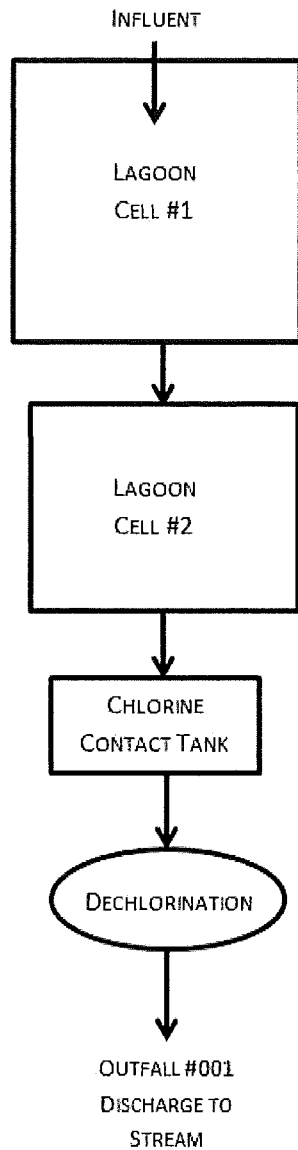 INFLUENT
LAGOON
CELL #1
LAGOON
CELL #2
CHLORINE
CONTACT TANK
DECHLORINATION
OUTFALL #001
DISCHARGE TO
STREAM